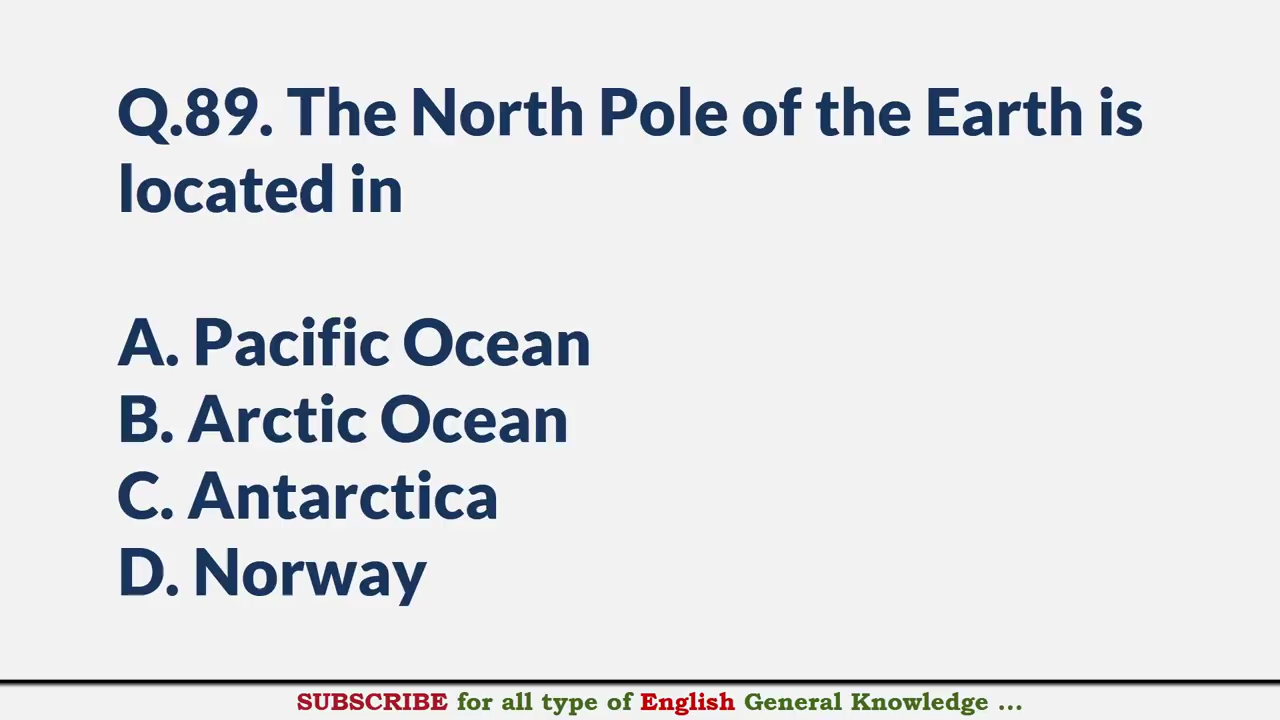 Q.89. The North Pole of the Earth is
located in
A. Pacific Ocean
B. Arctic Ocean
C. Antarctica
D. Norway
SUBSCRIBE for all type of English General Knowledge ...